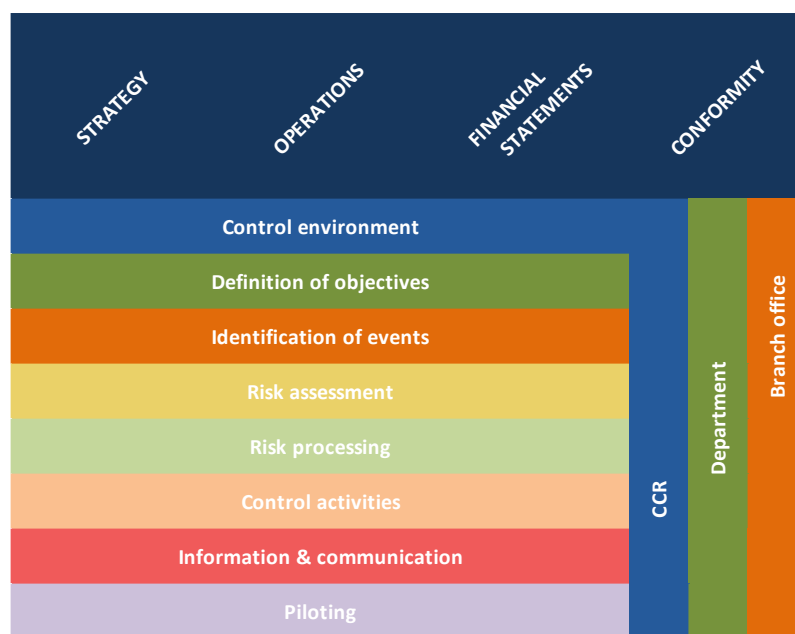 STRATEGY
OPERATIONS
FINANCIAL
STATEMENTS
CONFORMITY
Control environment
Definition of objectives
Identification of events
Risk assessment
Risk processing
Control activities
Information & communication
Piloting
CCR
Department
Branch office